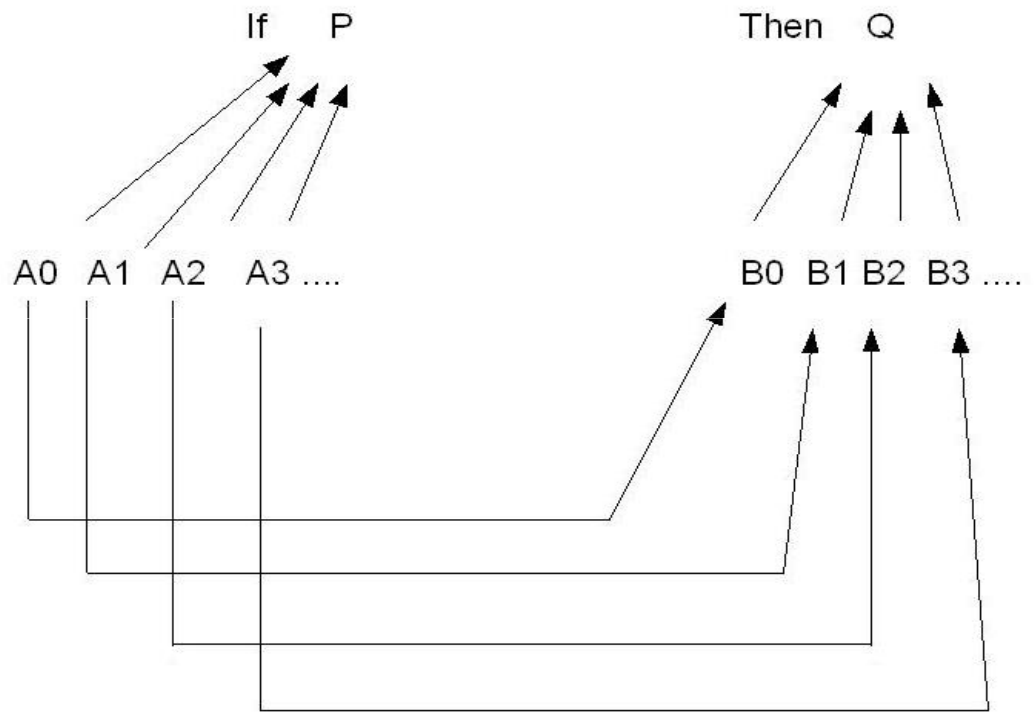 If P Then Q
A0 A1 A2 A3 .... B0 B1 B2 B3 ....